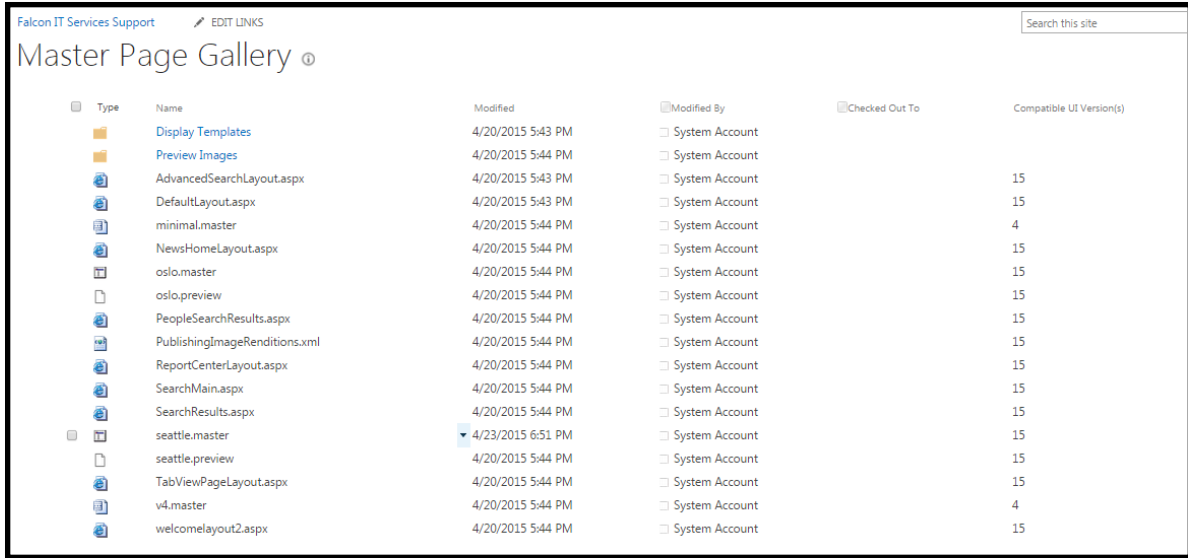 Falcon IT Services Support EDIT LINKS Search this site
Master Page Gallery
Type Name Modified Modified By Checked Out To Compatible UI Version(s)
Display Templates 4/20/2015 5:43 PM System Account
Preview Images 4/20/2015 5:44 PM System Account
AdvancedSearchLayout.aspx 4/20/2015 5:43 PM System Account 15
DefaultLayout.aspx 4/20/2015 5:43 PM System Account 15
minimal.master 4/20/2015 5:44 PM System Account 4
NewsHomeLayout.aspx 4/20/2015 5:44 PM System Account 15
oslo.master 4/20/2015 5:44 PM System Account 15
oslo.preview 4/20/2015 5:44 PM System Account 15
PeopleSearchResults.aspx 4/20/2015 5:44 PM System Account 15
PublishingImageRenditions.xml 4/20/2015 5:44 PM System Account 15
ReportCenterLayout.aspx 4/20/2015 5:44 PM System Account 15
SearchMain.aspx 4/20/2015 5:44 PM System Account 15
SearchResults.aspx 4/20/2015 5:44 PM System Account 15
seattle.master 4/23/2015 6:51 PM System Account 15
seattle.preview 4/20/2015 5:44 PM System Account 15
TabViewPageLayout.aspx 4/20/2015 5:44 PM System Account 15
v4.master 4/20/2015 5:44 PM System Account 4
welcomelayout2.aspx 4/20/2015 5:44 PM System Account 15